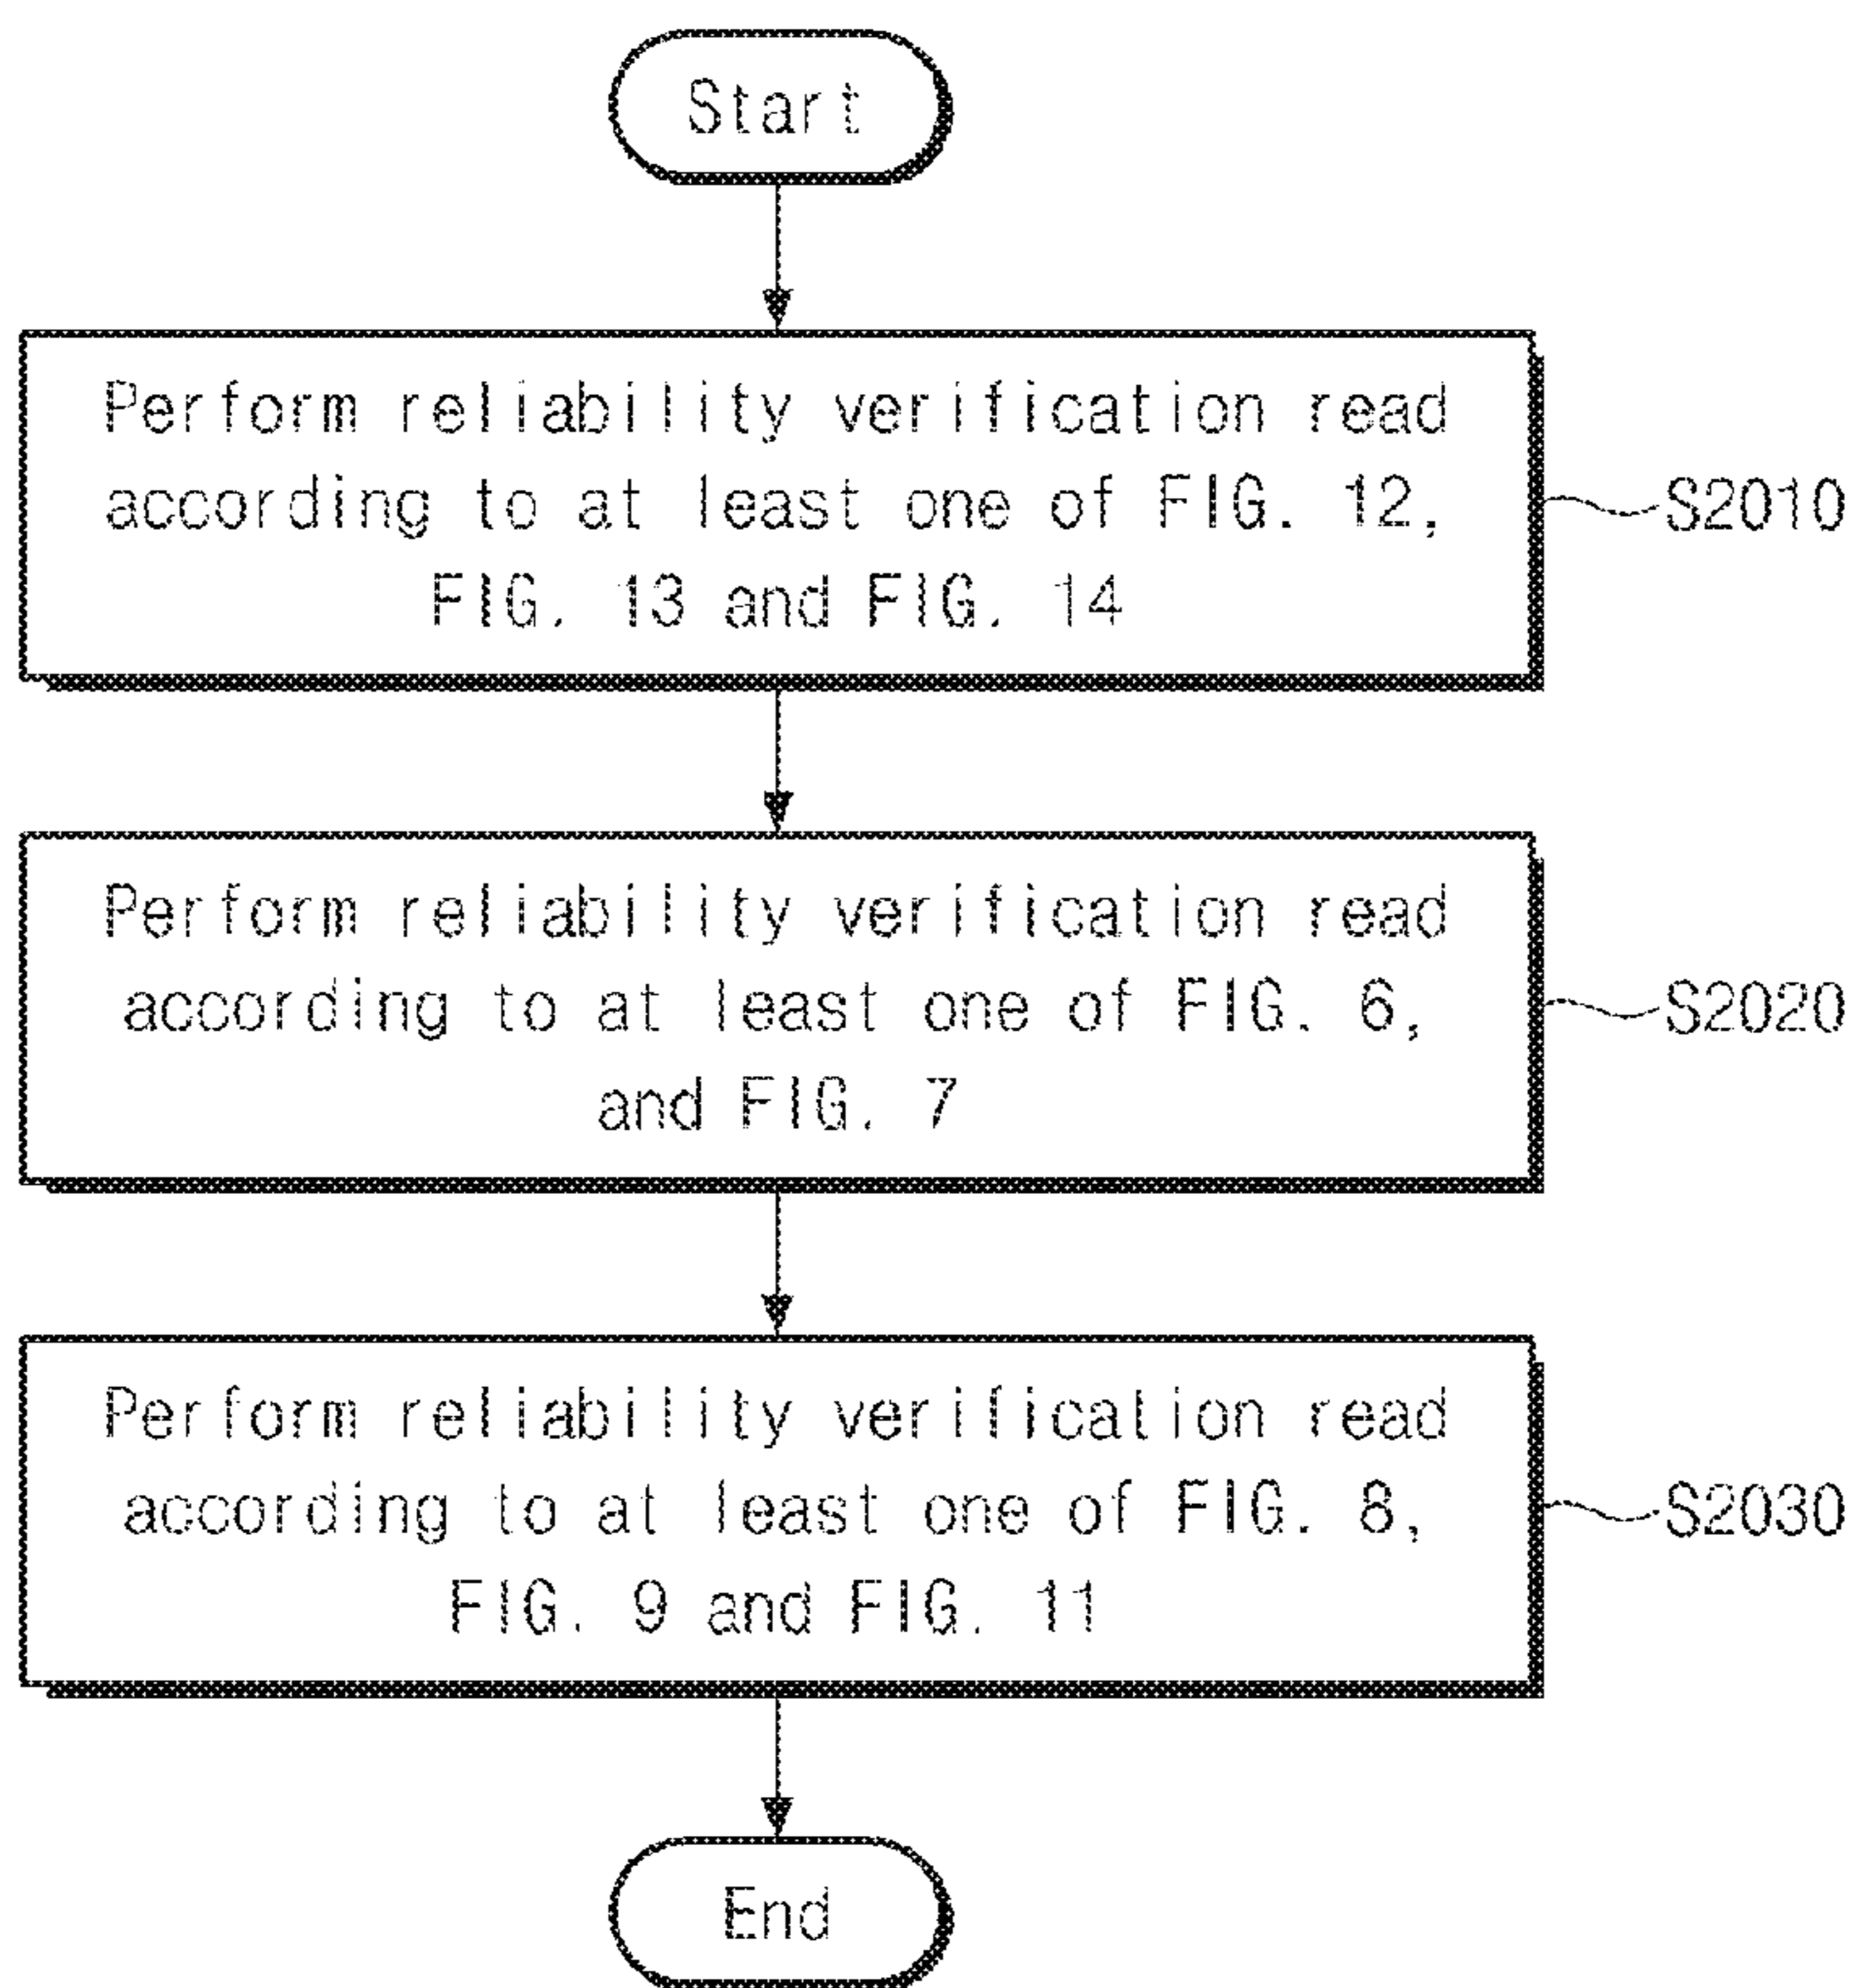 Start
Perform reliability verification read
according to at least one of FIG. 12,
FIG. 13 and FIG. 14
S2010
Perform reliability verification read
according to at least one of FIG. 6,
and FIG. 7
S2020
Perform reliability verification read
according to at least one of FIG. 8,
FIG. 9 and FIG. 11
S2030
End